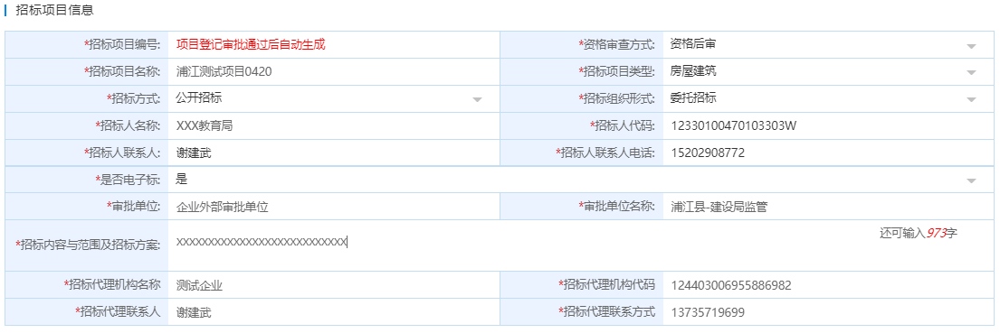 招标项目信息
*招标项目编号: 项目登记审批通过后自动生成 *资格审查方式: 资格后审
*招标项目名称: 浦江测试项目0420 *招标项目类型: 房屋建筑
*招标方式: 公开招标 *招标组织形式: 委托招标
*招标人名称: XXX教育局 *招标人代码: 12330100470103303W
*招标人联系人: 谢建武 *招标人联系人电话: 15202908772
*是否电子标: 是
*审批单位: 企业外部审批单位 *审批单位名称: 浦江县-建设局监管
还可输入973字
*招标内容与范围及招标方案: XXXXXXXXXXXXXXXXXXXXXXXXXXX
*招标代理机构名称 测试企业 *招标代理机构代码 124403006955886982
*招标代理联系人 谢建武 *招标代理联系方式 13735719699